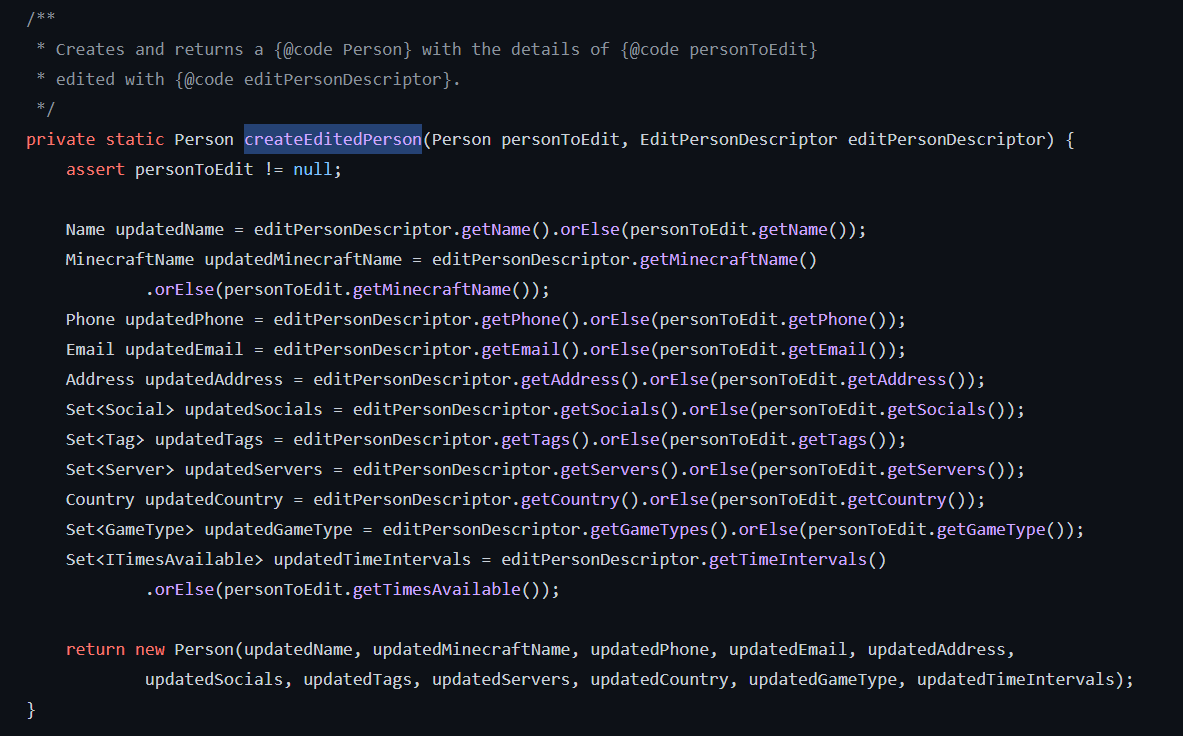 /**
 * Creates and returns a {@code Person} with the details of {@code personToEdit}
 * edited with {@code editPersonDescriptor}.
 */
private static Person createEditedPerson(Person personToEdit, EditPersonDescriptor editPersonDescriptor) {
    assert personToEdit != null;

    Name updatedName = editPersonDescriptor.getName().orElse(personToEdit.getName());
    MinecraftName updatedMinecraftName = editPersonDescriptor.getMinecraftName()
            .orElse(personToEdit.getMinecraftName());
    Phone updatedPhone = editPersonDescriptor.getPhone().orElse(personToEdit.getPhone());
    Email updatedEmail = editPersonDescriptor.getEmail().orElse(personToEdit.getEmail());
    Address updatedAddress = editPersonDescriptor.getAddress().orElse(personToEdit.getAddress());
    Set<Social> updatedSocials = editPersonDescriptor.getSocials().orElse(personToEdit.getSocials());
    Set<Tag> updatedTags = editPersonDescriptor.getTags().orElse(personToEdit.getTags());
    Set<Server> updatedServers = editPersonDescriptor.getServers().orElse(personToEdit.getServers());
    Country updatedCountry = editPersonDescriptor.getCountry().orElse(personToEdit.getCountry());
    Set<GameType> updatedGameType = editPersonDescriptor.getGameTypes().orElse(personToEdit.getGameType());
    Set<ITimesAvailable> updatedTimeIntervals = editPersonDescriptor.getTimeIntervals()
            .orElse(personToEdit.getTimesAvailable());

    return new Person(updatedName, updatedMinecraftName, updatedPhone, updatedEmail, updatedAddress,
            updatedSocials, updatedTags, updatedServers, updatedCountry, updatedGameType, updatedTimeIntervals);
}